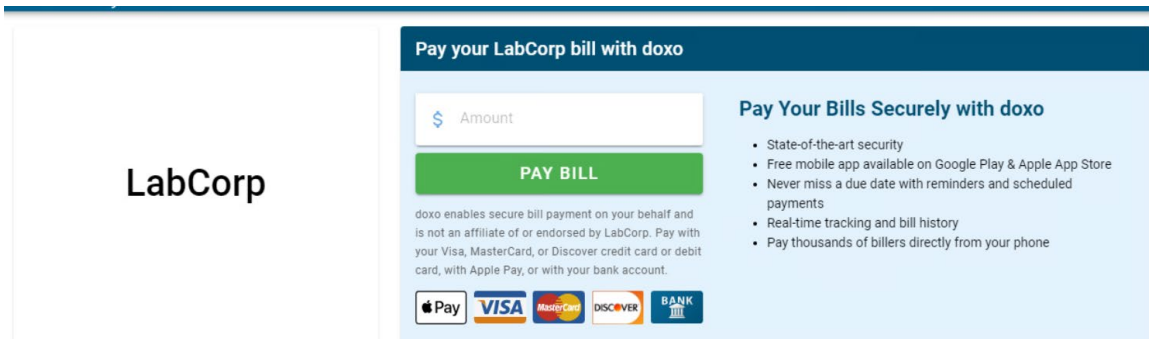 LabCorp
Pay your LabCorp bill with doxo
$ Amount
PAY BILL
doxo enables secure bill payment on your behalf and
is not an affiliate of or endorsed by LabCorp. Pay with
your Visa, MasterCard, or Discover credit card or debit
card, with Apple Pay, or with your bank account.
Pay VISA MasterCard DISCOVER BANK
Pay Your Bills Securely with doxo
• State-of-the-art security
• Free mobile app available on Google Play & Apple App Store
• Never miss a due date with reminders and scheduled
payments
• Real-time tracking and bill history
• Pay thousands of billers directly from your phone